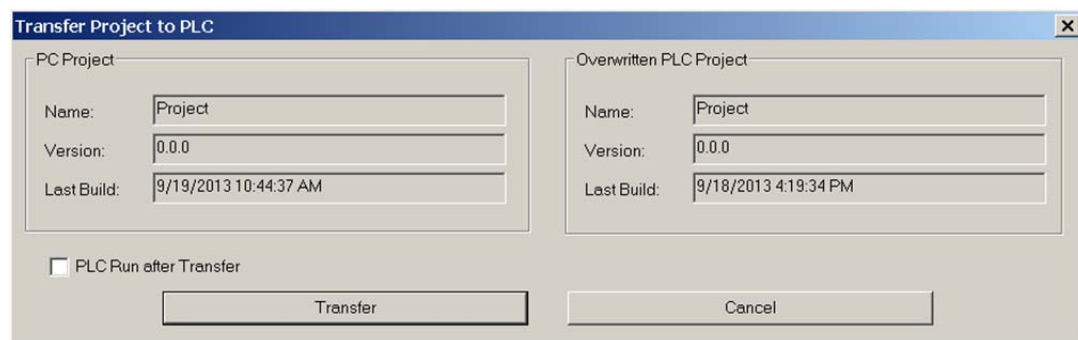 Transfer Project to PLC
PC Project
Name: Project
Version: 0.0.0
Last Build: 9/19/2013 10:44:37 AM
Overwritten PLC Project
Name: Project
Version: 0.0.0
Last Build: 9/18/2013 4:19:34 PM
PLC Run after Transfer
Transfer
Cancel